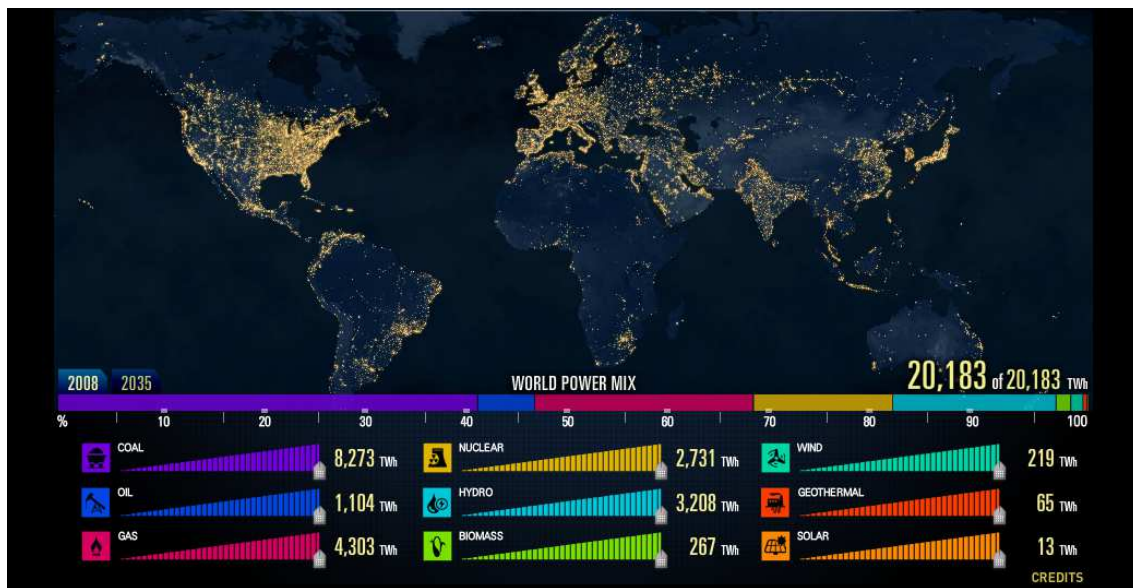 2008 2035
WORLD POWER MIX
20,183 of 20,183 TWh
% 10 20 30 40 50 60 70 80 90 100
COAL 8,273 TWh
NUCLEAR 2,731 TWh
WIND 219 TWh
OIL 1,104 TWh
HYDRO 3,208 TWh
GEOTHERMAL 65 TWh
GAS 4,303 TWh
BIOMASS 267 TWh
SOLAR 13 TWh
CREDITS